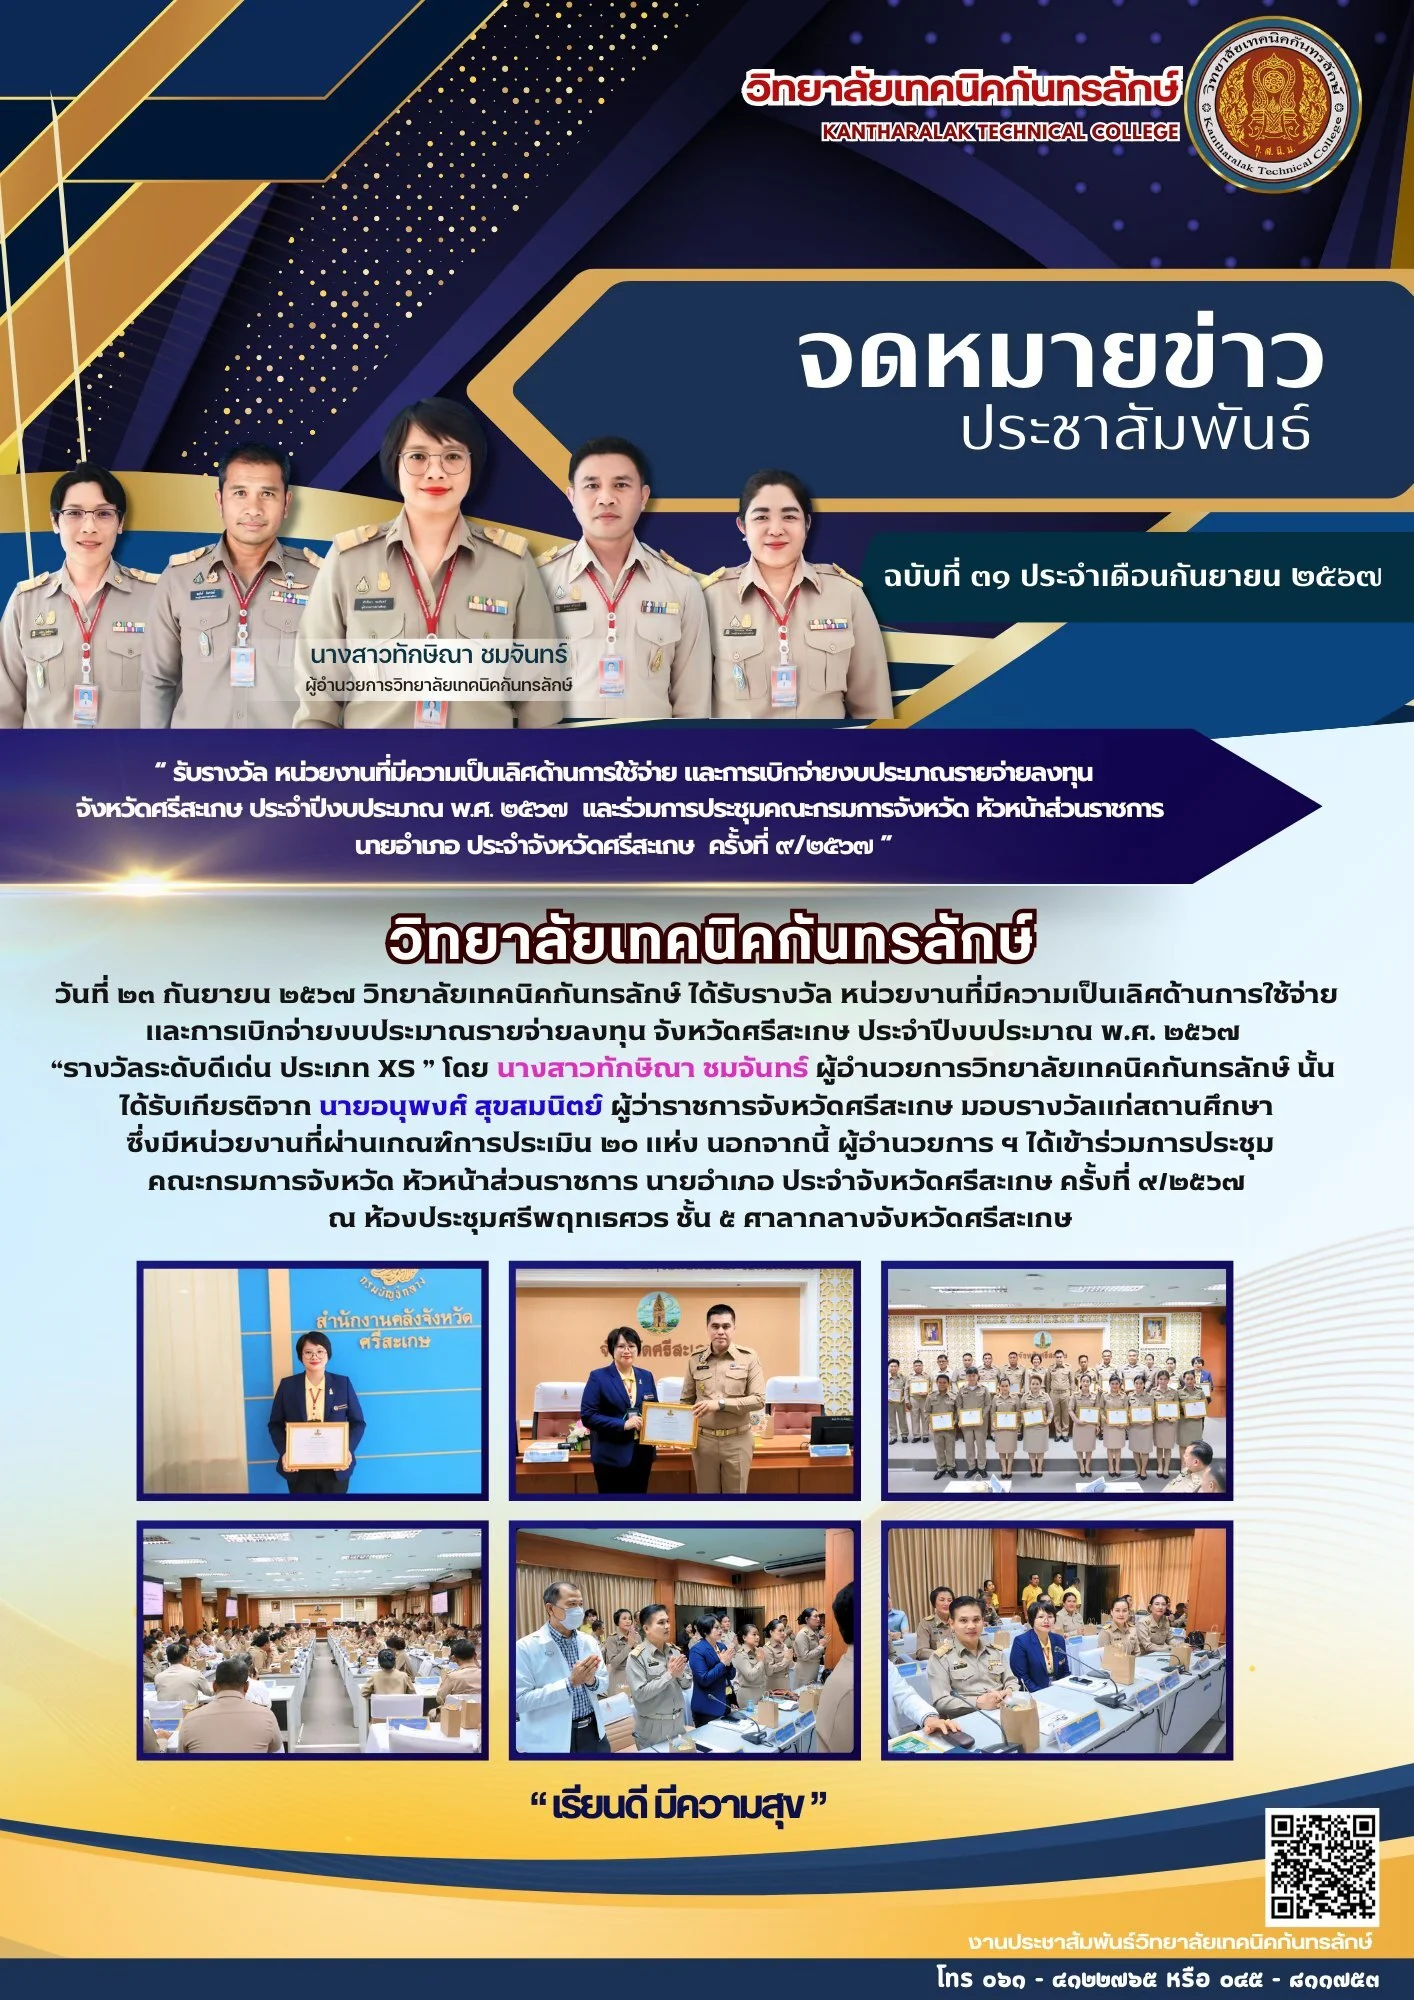 วิทยาลัยเทคนิคกันทรลักษ์
KANTHARALAK TECHNICAL COLLEGE
วิทยาลัยเทคนิคกันทรลักษ์
ทุ. ส. นิ. ม.
Kantharalak Technical College
จดหมายข่าว
ประชาสัมพันธ์
ฉบับที่ ๓๑ ประจำเดือนกันยายน ๒๕๖๗
นางสาวทักษิณา ชมจันทร์
ผู้อำนวยการวิทยาลัยเทคนิคกันทรลักษ์
“ รับรางวัล หน่วยงานที่มีความเป็นเลิศด้านการใช้จ่าย และการเบิกจ่ายงบประมาณรายจ่ายลงทุน
จังหวัดศรีสะเกษ ประจำปีงบประมาณ พ.ศ. ๒๕๖๗ และร่วมการประชุมคณะกรมการจังหวัด หัวหน้าส่วนราชการ
นายอำเภอ ประจำจังหวัดศรีสะเกษ ครั้งที่ ๙/๒๕๖๗ ”
วิทยาลัยเทคนิคกันทรลักษ์
วันที่ ๒๓ กันยายน ๒๕๖๗ วิทยาลัยเทคนิคกันทรลักษ์ ได้รับรางวัล หน่วยงานที่มีความเป็นเลิศด้านการใช้จ่าย
และการเบิกจ่ายงบประมาณรายจ่ายลงทุน จังหวัดศรีสะเกษ ประจำปีงบประมาณ พ.ศ. ๒๕๖๗
“รางวัลระดับดีเด่น ประเภท XS ” โดย นางสาวทักษิณา ชมจันทร์ ผู้อำนวยการวิทยาลัยเทคนิคกันทรลักษ์ นั้น
ได้รับเกียรติจาก นายอนุพงศ์ สุขสมนิตย์ ผู้ว่าราชการจังหวัดศรีสะเกษ มอบรางวัลแก่สถานศึกษา
ซึ่งมีหน่วยงานที่ผ่านเกณฑ์การประเมิน ๒๐ แห่ง นอกจากนี้ ผู้อำนวยการ ฯ ได้เข้าร่วมการประชุม
คณะกรมการจังหวัด หัวหน้าส่วนราชการ นายอำเภอ ประจำจังหวัดศรีสะเกษ ครั้งที่ ๙/๒๕๖๗
ณ ห้องประชุมศรีพฤทเธศวร ชั้น ๕ ศาลากลางจังหวัดศรีสะเกษ
กรมบัญชีกลาง
สำนักงานคลังจังหวัด
ศรีสะเกษ
“ เรียนดี มีความสุข ”
งานประชาสัมพันธ์วิทยาลัยเทคนิคกันทรลักษ์
โทร ๐๖๑ - ๔๑๒๒๗๖๕ หรือ ๐๔๕ - ๘๑๑๗๕๓